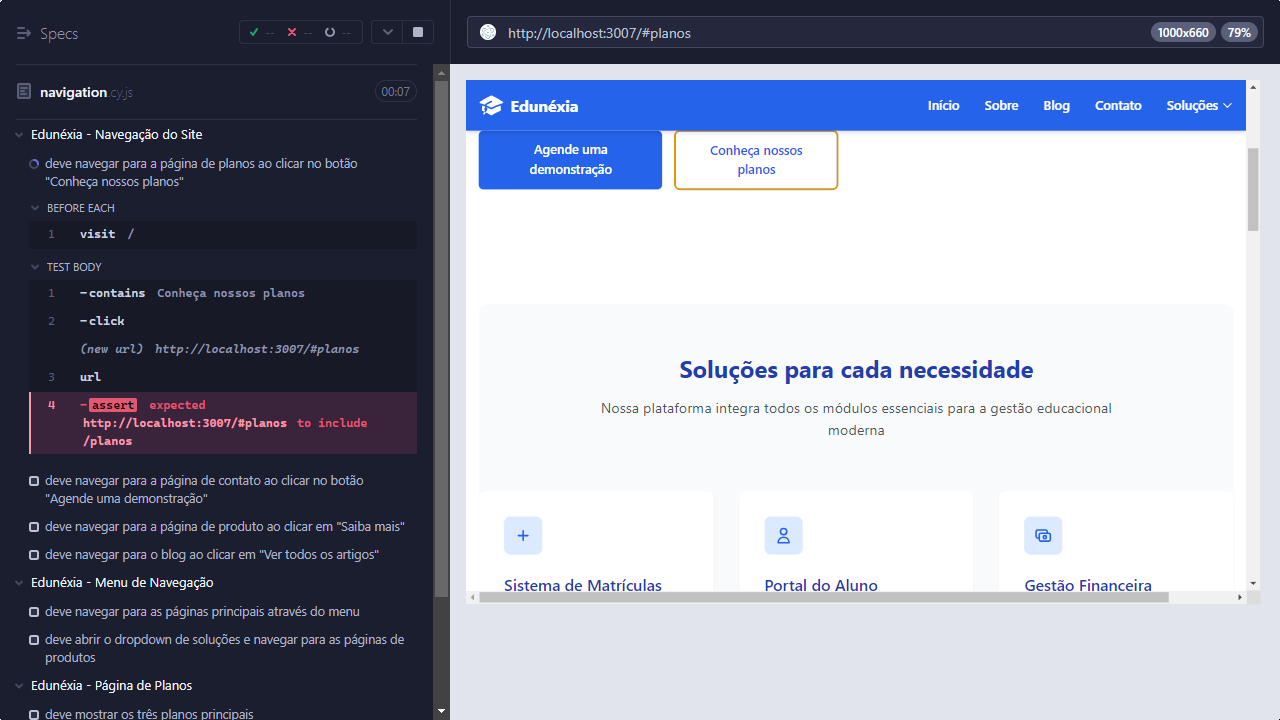 Specs
-- -- --
navigation.cy.js 00:07
Edunéxia - Navegação do Site
deve navegar para a página de planos ao clicar no botão
"Conheça nossos planos"
BEFORE EACH
1 visit /
TEST BODY
1 -contains Conheça nossos planos
2 -click
(new url) http://localhost:3007/#planos
3 url
4 -assert expected
http://localhost:3007/#planos to include
/planos
deve navegar para a página de contato ao clicar no botão
"Agende uma demonstração"
deve navegar para a página de produto ao clicar em "Saiba mais"
deve navegar para o blog ao clicar em "Ver todos os artigos"
Edunéxia - Menu de Navegação
deve navegar para as páginas principais através do menu
deve abrir o dropdown de soluções e navegar para as páginas de
produtos
Edunéxia - Página de Planos
deve mostrar os três planos principais
http://localhost:3007/#planos 1000x660 79%
Edunéxia Início Sobre Blog Contato Soluções
Agende uma
demonstração
Conheça nossos
planos
Soluções para cada necessidade
Nossa plataforma integra todos os módulos essenciais para a gestão educacional
moderna
Sistema de Matrículas Portal do Aluno Gestão Financeira